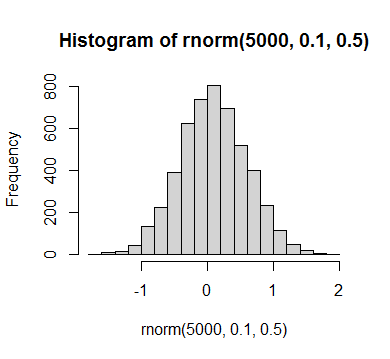 Histogram of rnorm(5000, 0.1, 0.5)
Frequency
800
600
400
200
0
-1 0 1 2
rnorm(5000, 0.1, 0.5)